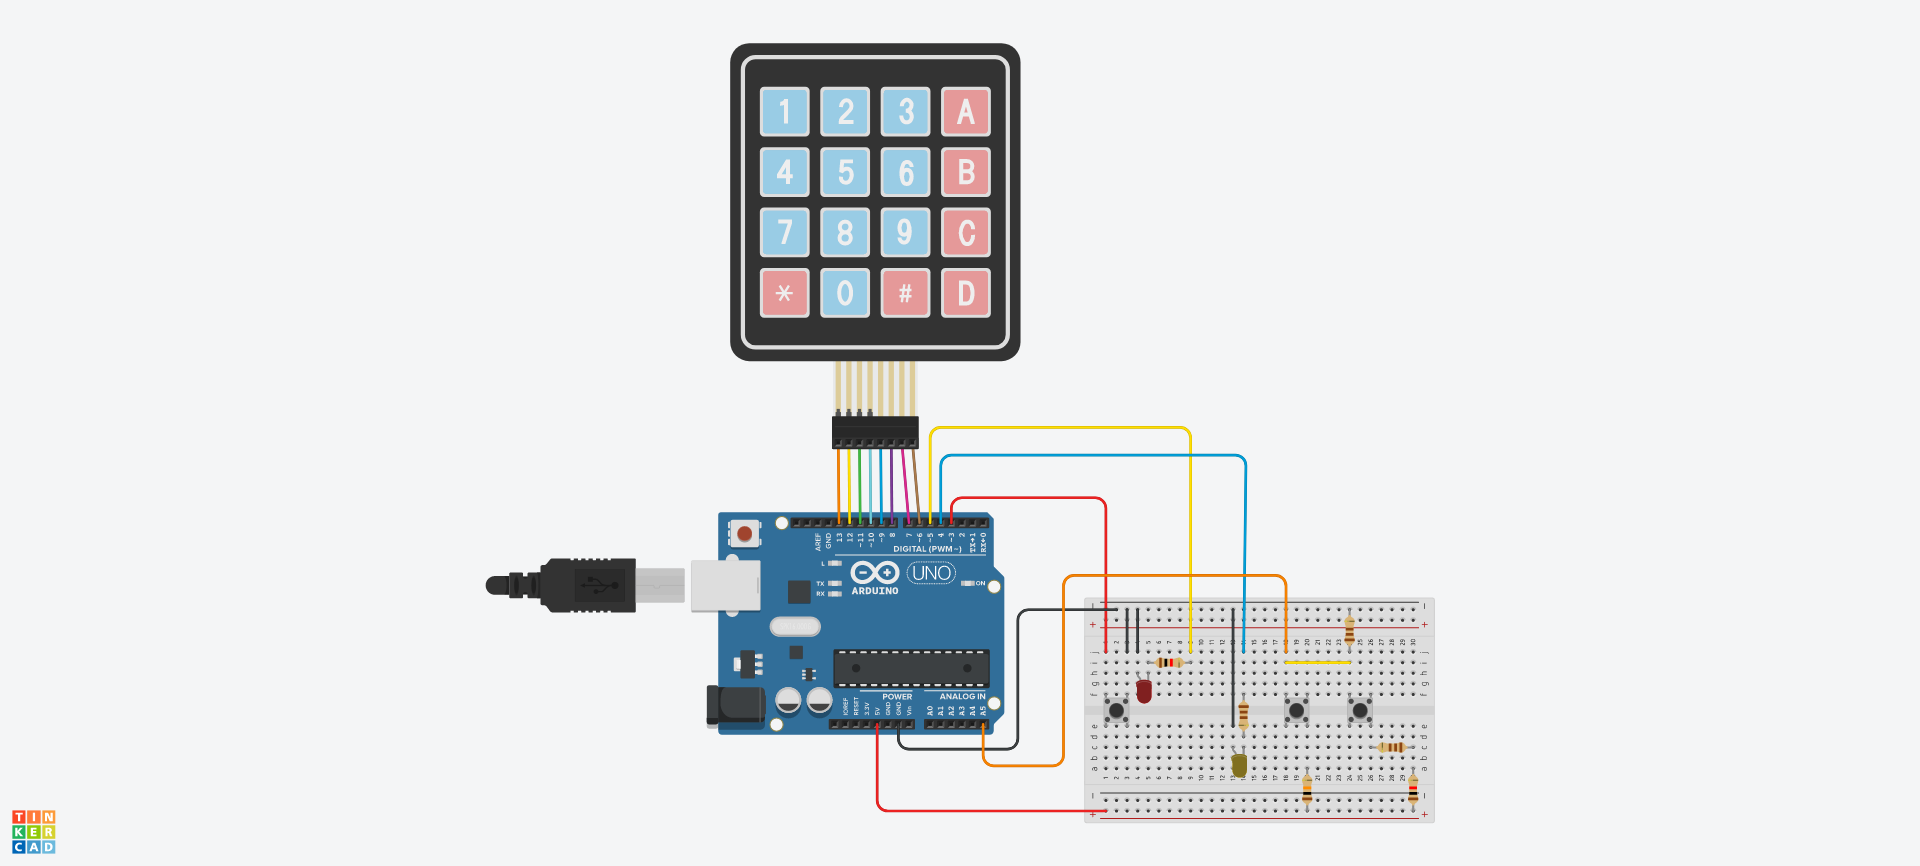 1 2 3 A
4 5 6 B
7 8 9 C
* 0 # D
AREF GND 13 12 ~11 ~10 ~9 8 7 ~6 ~5 4 ~3 2 TX→1 RX←0
DIGITAL (PWM~)
L
TX
RX
UNO
ON
ARDUINO
POWER ANALOG IN
IOREF RESET 3.3V 5V GND GND Vin A0 A1 A2 A3 A4 A5
TIN
KER
CAD